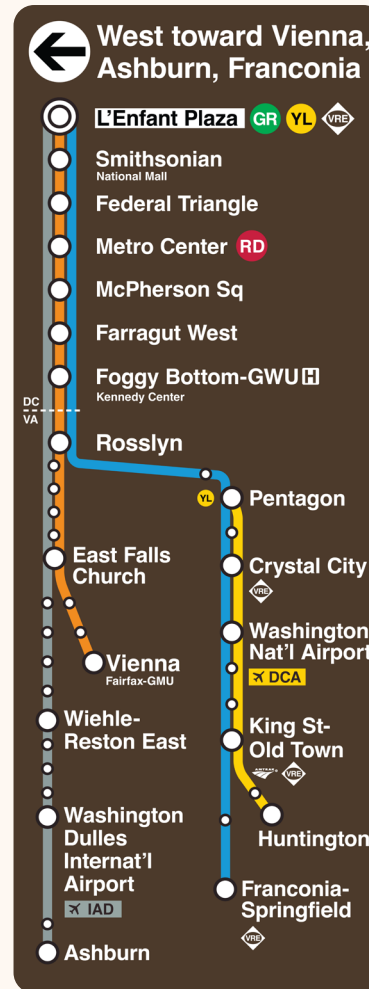 West toward Vienna,
Ashburn, Franconia
L'Enfant Plaza GR YL VRE
Smithsonian
National Mall
Federal Triangle
Metro Center RD
McPherson Sq
Farragut West
Foggy Bottom-GWU H
Kennedy Center
DC
VA
Rosslyn
YL
Pentagon
East Falls
Church
Crystal City
VRE
Washington
Nat'l Airport
DCA
Vienna
Fairfax-GMU
Wiehle-
Reston East
King St-
Old Town
AMTRAK VRE
Washington
Dulles
Internat'l
Airport
IAD
Huntington
Franconia-
Springfield
VRE
Ashburn